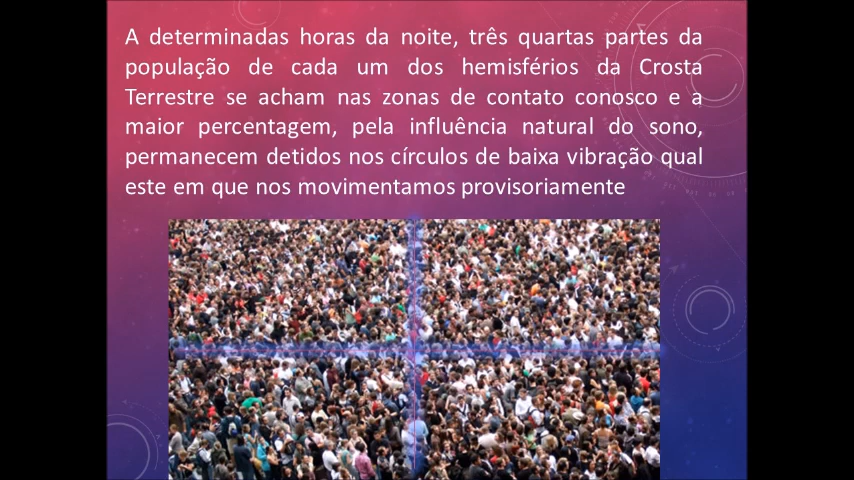 A determinadas horas da noite, três quartas partes da
população de cada um dos hemisférios da Crosta
Terrestre se acham nas zonas de contato conosco e a
maior percentagem, pela influência natural do sono,
permanecem detidos nos círculos de baixa vibração qual
este em que nos movimentamos provisoriamente